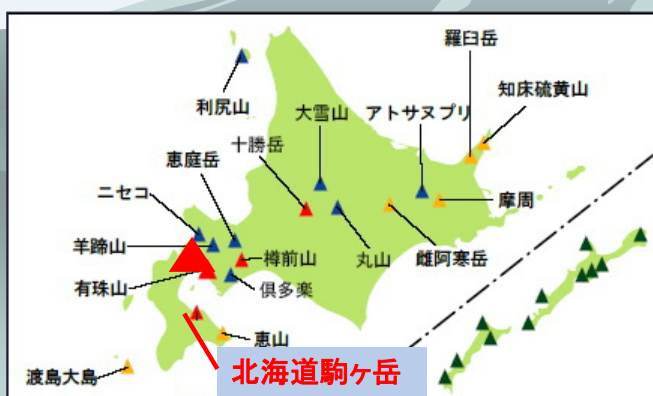 羅臼岳
知床硫黄山
利尻山
大雪山
アトサヌプリ
十勝岳
恵庭岳
ニセコ
摩周
羊蹄山
樽前山
丸山
雌阿寒岳
有珠山
倶多楽
恵山
渡島大島
北海道駒ヶ岳